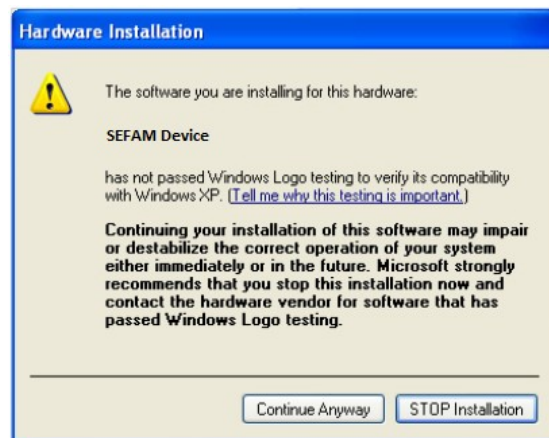 Hardware Installation
The software you are installing for this hardware:
SEFAM Device
has not passed Windows Logo testing to verify its compatibility
with Windows XP. (Tell me why this testing is important.)
Continuing your installation of this software may impair
or destabilize the correct operation of your system
either immediately or in the future. Microsoft strongly
recommends that you stop this installation now and
contact the hardware vendor for software that has
passed Windows Logo testing.
Continue Anyway
STOP Installation